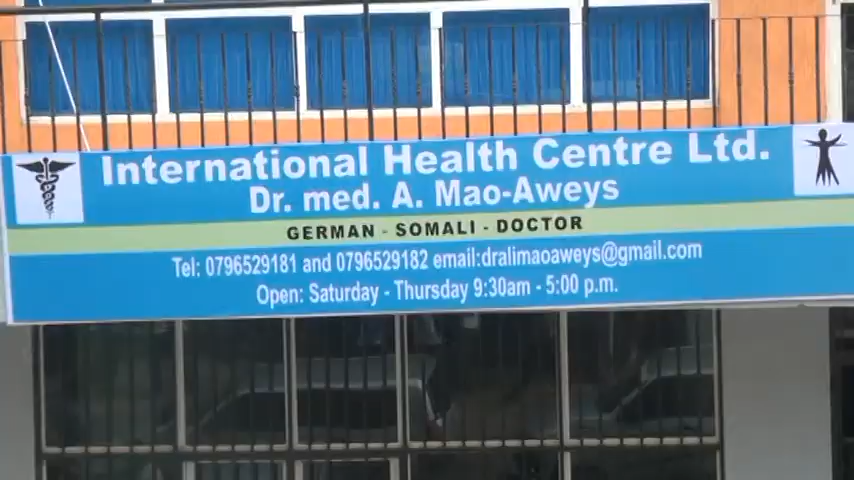 International Health Centre Ltd.
Dr. med. A. Mao-Aweys
GERMAN - SOMALI - DOCTOR
Tel: 0796529181 and 0796529182 email:dralimaoaweys@gmail.com
Open: Saturday - Thursday 9:30am - 5:00 p.m.